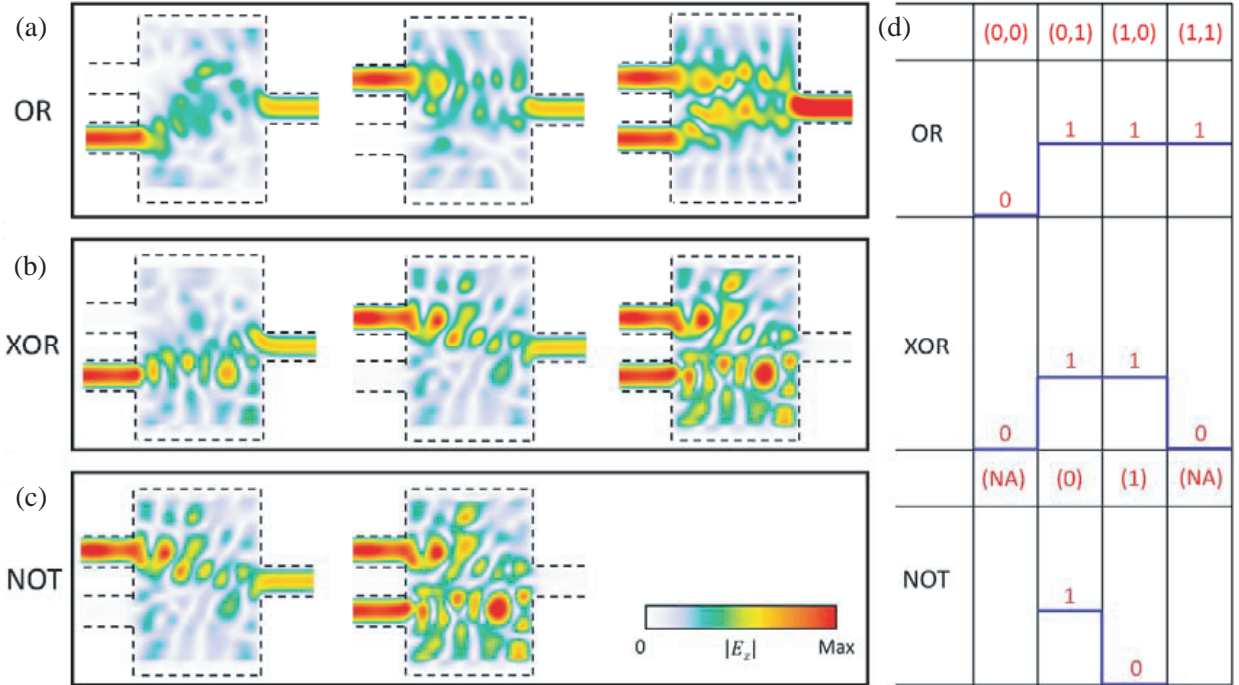 (a)
OR
(b)
XOR
(c)
NOT
0 |E_z| Max
(d)
(0,0) (0,1) (1,0) (1,1)
OR
1 1 1
0
XOR
1 1
0 0
(NA) (0) (1) (NA)
NOT
1
0